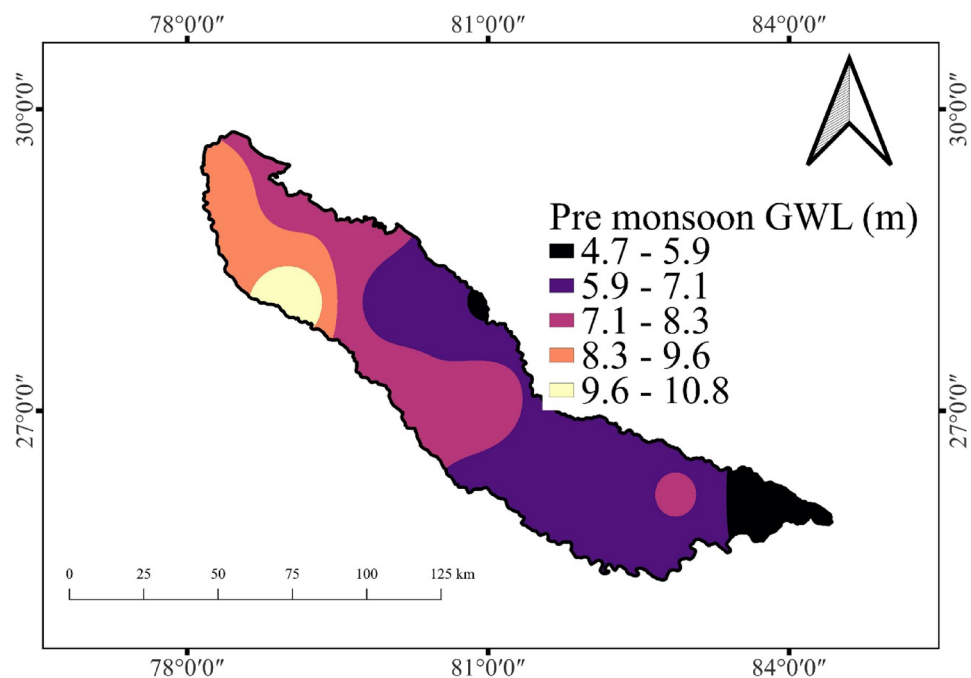 78°0′0″ 81°0′0″ 84°0′0″
30°0′0″ 30°0′0″
Pre monsoon GWL (m)
4.7 - 5.9
5.9 - 7.1
7.1 - 8.3
8.3 - 9.6
9.6 - 10.8
27°0′0″ 27°0′0″
0 25 50 75 100 125 km
78°0′0″ 81°0′0″ 84°0′0″